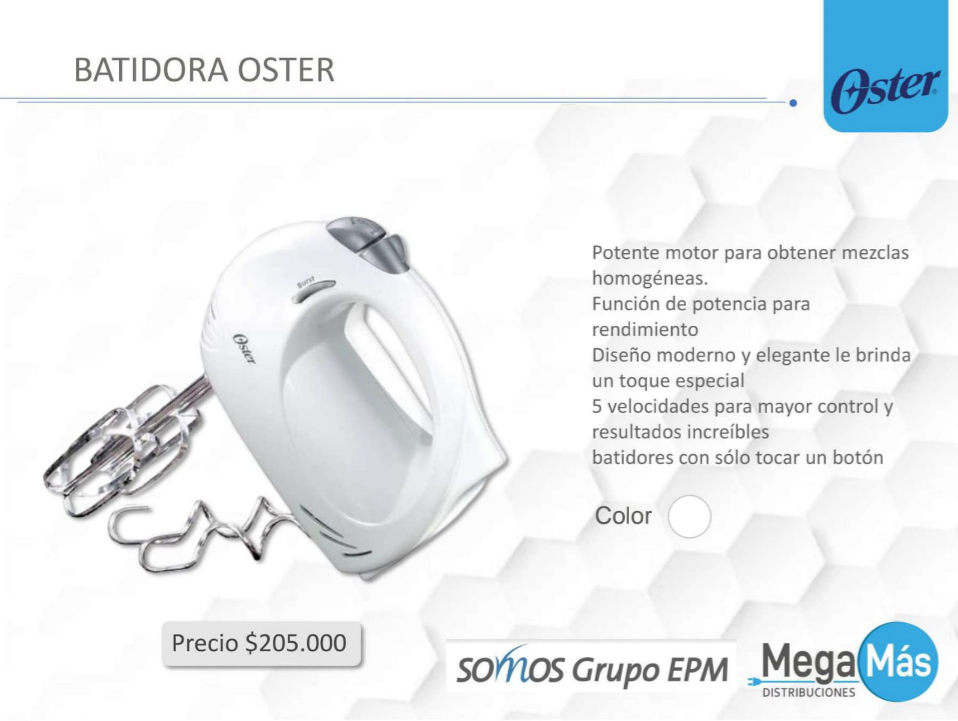 BATIDORA OSTER
Oster
Potente motor para obtener mezclas
homogéneas.
Función de potencia para
rendimiento
Diseño moderno y elegante le brinda
un toque especial
5 velocidades para mayor control y
resultados increíbles
batidores con sólo tocar un botón
Burst
Oster
Color
Precio $205.000
somos Grupo EPM
Mega Más
DISTRIBUCIONES